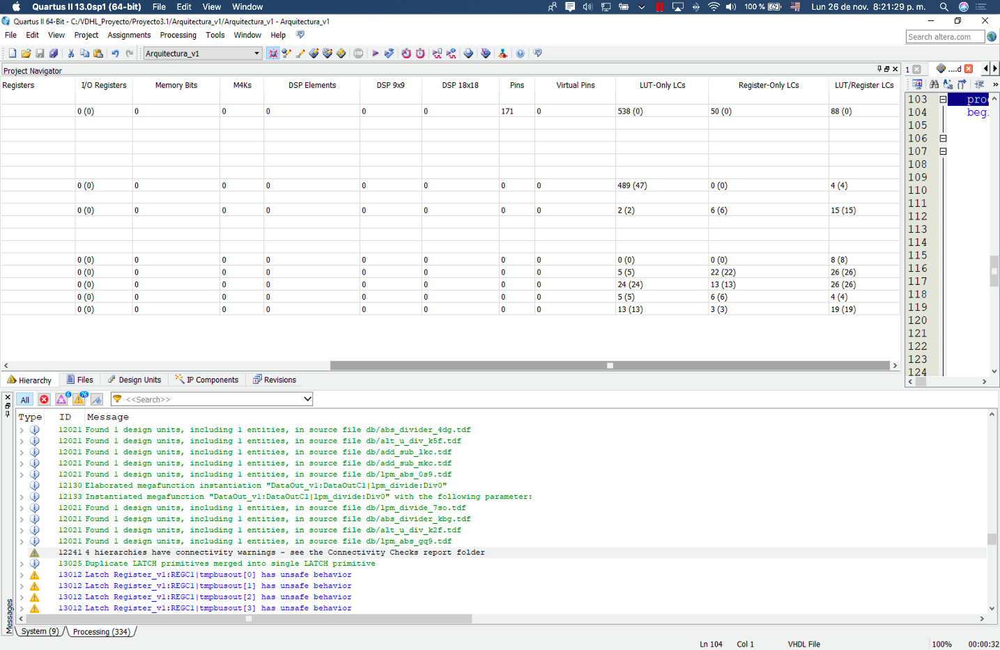 Quartus II 13.0sp1 (64-bit) File Edit View Window 100 % Lun 26 de nov. 8:21:29 p. m.
Quartus II 64-Bit - C:/VDHL_Proyecto/Proyecto3.1/Arquitectura_v1/Arquitectura_v1 - Arquitectura_v1
File Edit View Project Assignments Processing Tools Window Help Search altera.com
Arquitectura_v1
Project Navigator
Registers I/O Registers Memory Bits M4Ks DSP Elements DSP 9x9 DSP 18x18 Pins Virtual Pins LUT-Only LCs Register-Only LCs LUT/Register LCs
0 (0) 0 0 0 0 0 171 0 538 (0) 50 (0) 88 (0)
0 (0) 0 0 0 0 0 0 0 489 (47) 0 (0) 4 (4)
0 (0) 0 0 0 0 0 0 0 2 (2) 6 (6) 15 (15)
0 (0) 0 0 0 0 0 0 0 0 (0) 0 (0) 8 (8)
0 (0) 0 0 0 0 0 0 0 5 (5) 22 (22) 26 (26)
0 (0) 0 0 0 0 0 0 0 24 (24) 13 (13) 26 (26)
0 (0) 0 0 0 0 0 0 0 5 (5) 6 (6) 4 (4)
0 (0) 0 0 0 0 0 0 0 13 (13) 3 (3) 19 (19)
1 ....d
103 pro
104 beg
105
106
107
108
109
110
111
112
113
114
115
116
117
118
119
120
121
122
123
124
Hierarchy Files Design Units IP Components Revisions
All 6 76 <<Search>>
Type ID Message
12021 Found 1 design units, including 1 entities, in source file db/abs_divider_4dg.tdf
12021 Found 1 design units, including 1 entities, in source file db/alt_u_div_k5f.tdf
12021 Found 1 design units, including 1 entities, in source file db/add_sub_lkc.tdf
12021 Found 1 design units, including 1 entities, in source file db/add_sub_mkc.tdf
12021 Found 1 design units, including 1 entities, in source file db/lpm_abs_0s9.tdf
12130 Elaborated megafunction instantiation "DataOut_v1:DataOutC1|lpm_divide:Div0"
12133 Instantiated megafunction "DataOut_v1:DataOutC1|lpm_divide:Div0" with the following parameter:
12021 Found 1 design units, including 1 entities, in source file db/lpm_divide_7so.tdf
12021 Found 1 design units, including 1 entities, in source file db/abs_divider_kbg.tdf
12021 Found 1 design units, including 1 entities, in source file db/alt_u_div_k2f.tdf
12021 Found 1 design units, including 1 entities, in source file db/lpm_abs_gq9.tdf
12241 4 hierarchies have connectivity warnings - see the Connectivity Checks report folder
13025 Duplicate LATCH primitives merged into single LATCH primitive
13012 Latch Register_v1:REGC1|tmpbusout[0] has unsafe behavior
13012 Latch Register_v1:REGC1|tmpbusout[1] has unsafe behavior
13012 Latch Register_v1:REGC1|tmpbusout[2] has unsafe behavior
13012 Latch Register_v1:REGC1|tmpbusout[3] has unsafe behavior
Messages
System (9) Processing (334)
Ln 104 Col 1 VHDL File 100% 00:00:32